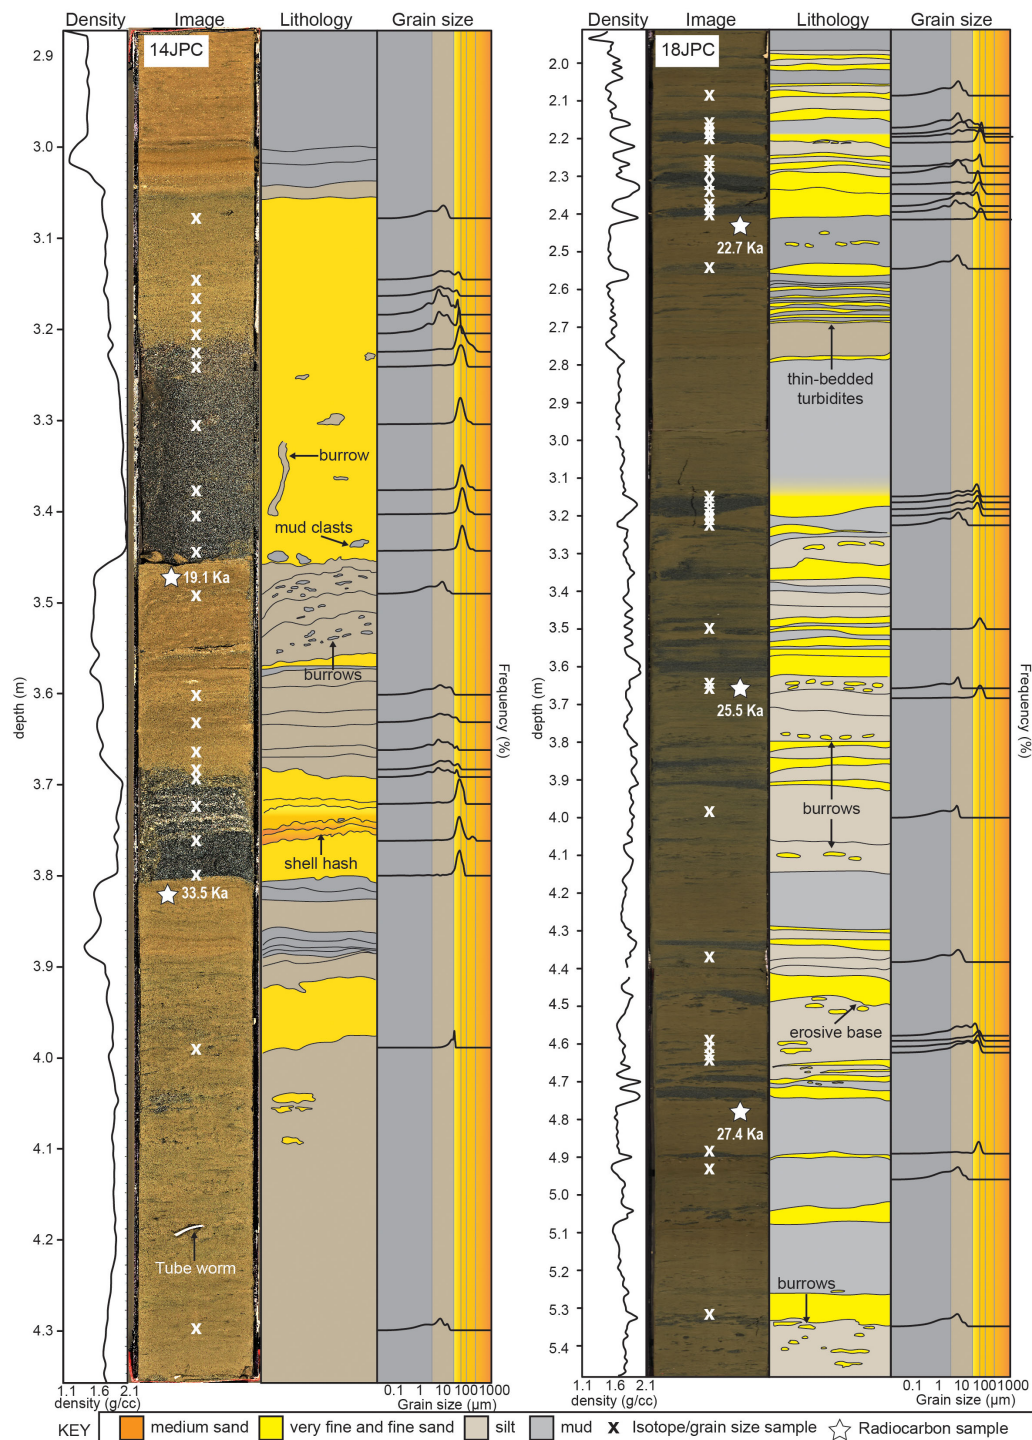 Density Image Lithology Grain size
14JPC
2.9
3.0
3.1
3.2
3.3
3.4
3.5
3.6
3.7
3.8
3.9
4.0
4.1
4.2
4.3
depth (m)
burrow
mud clasts
19.1 Ka
burrows
shell hash
33.5 Ka
Tube worm
Frequency (%)
1.1 1.6 2.1
density (g/cc)
0.1 1 10 100 1000
Grain size (µm)
Density Image Lithology Grain size
18JPC
2.0
2.1
2.2
2.3
2.4
2.5
2.6
2.7
2.8
2.9
3.0
3.1
3.2
3.3
3.4
3.5
3.6
3.7
3.8
3.9
4.0
4.1
4.2
4.3
4.4
4.5
4.6
4.7
4.8
4.9
5.0
5.1
5.2
5.3
5.4
depth (m)
22.7 Ka
thin-bedded
turbidites
25.5 Ka
burrows
erosive base
27.4 Ka
burrows
Frequency (%)
1.1 1.6 2.1
density (g/cc)
0.1 1 10 100 1000
Grain size (µm)
KEY medium sand very fine and fine sand silt mud x Isotope/grain size sample Radiocarbon sample